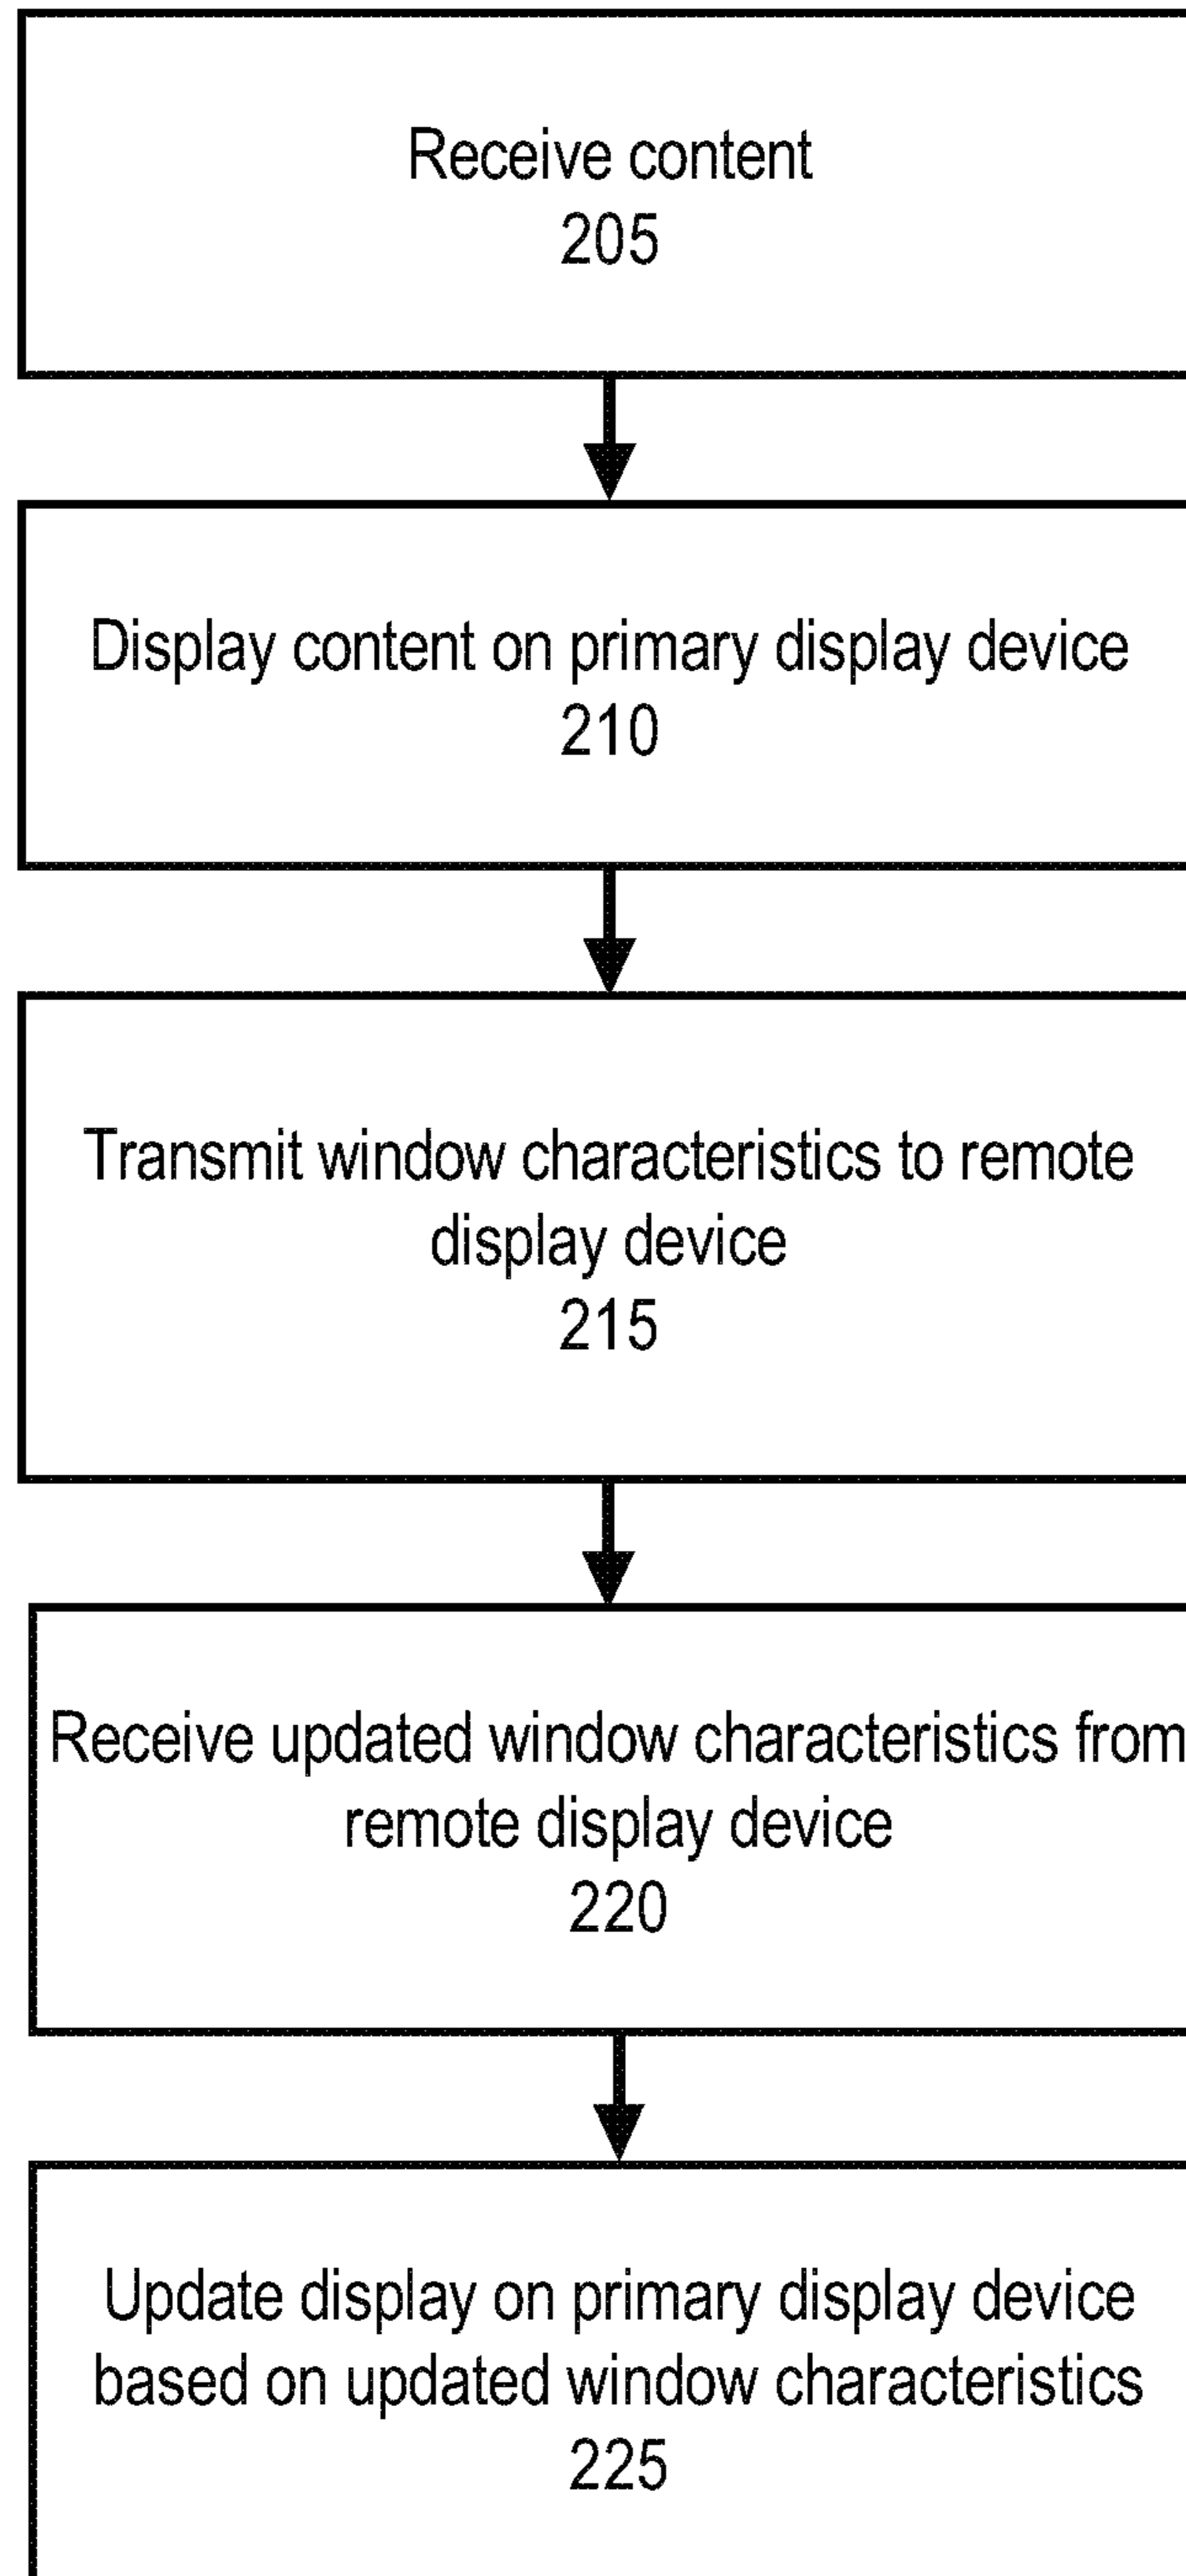 Receive content
205
Display content on primary display device
210
Transmit window characteristics to remote
display device
215
Receive updated window characteristics from
remote display device
220
Update display on primary display device
based on updated window characteristics
225